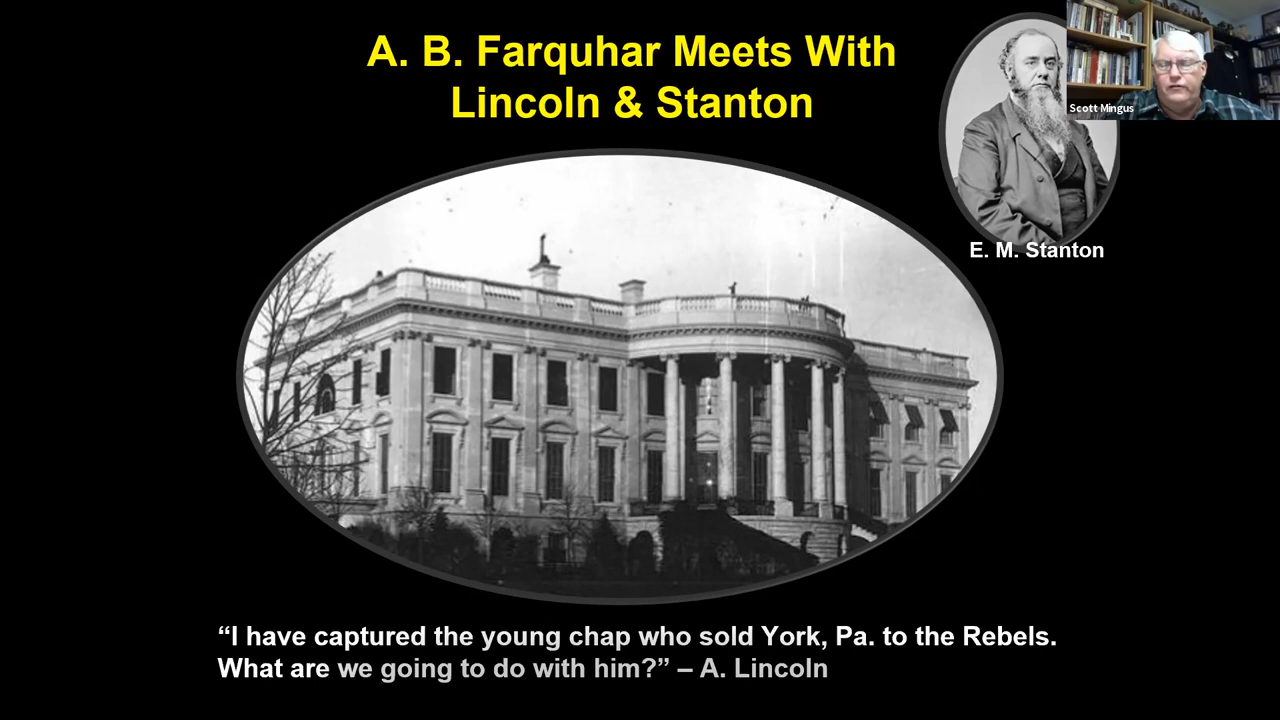 A. B. Farquhar Meets With
Lincoln & Stanton
Scott Mingus
E. M. Stanton
“I have captured the young chap who sold York, Pa. to the Rebels.
What are we going to do with him?” – A. Lincoln